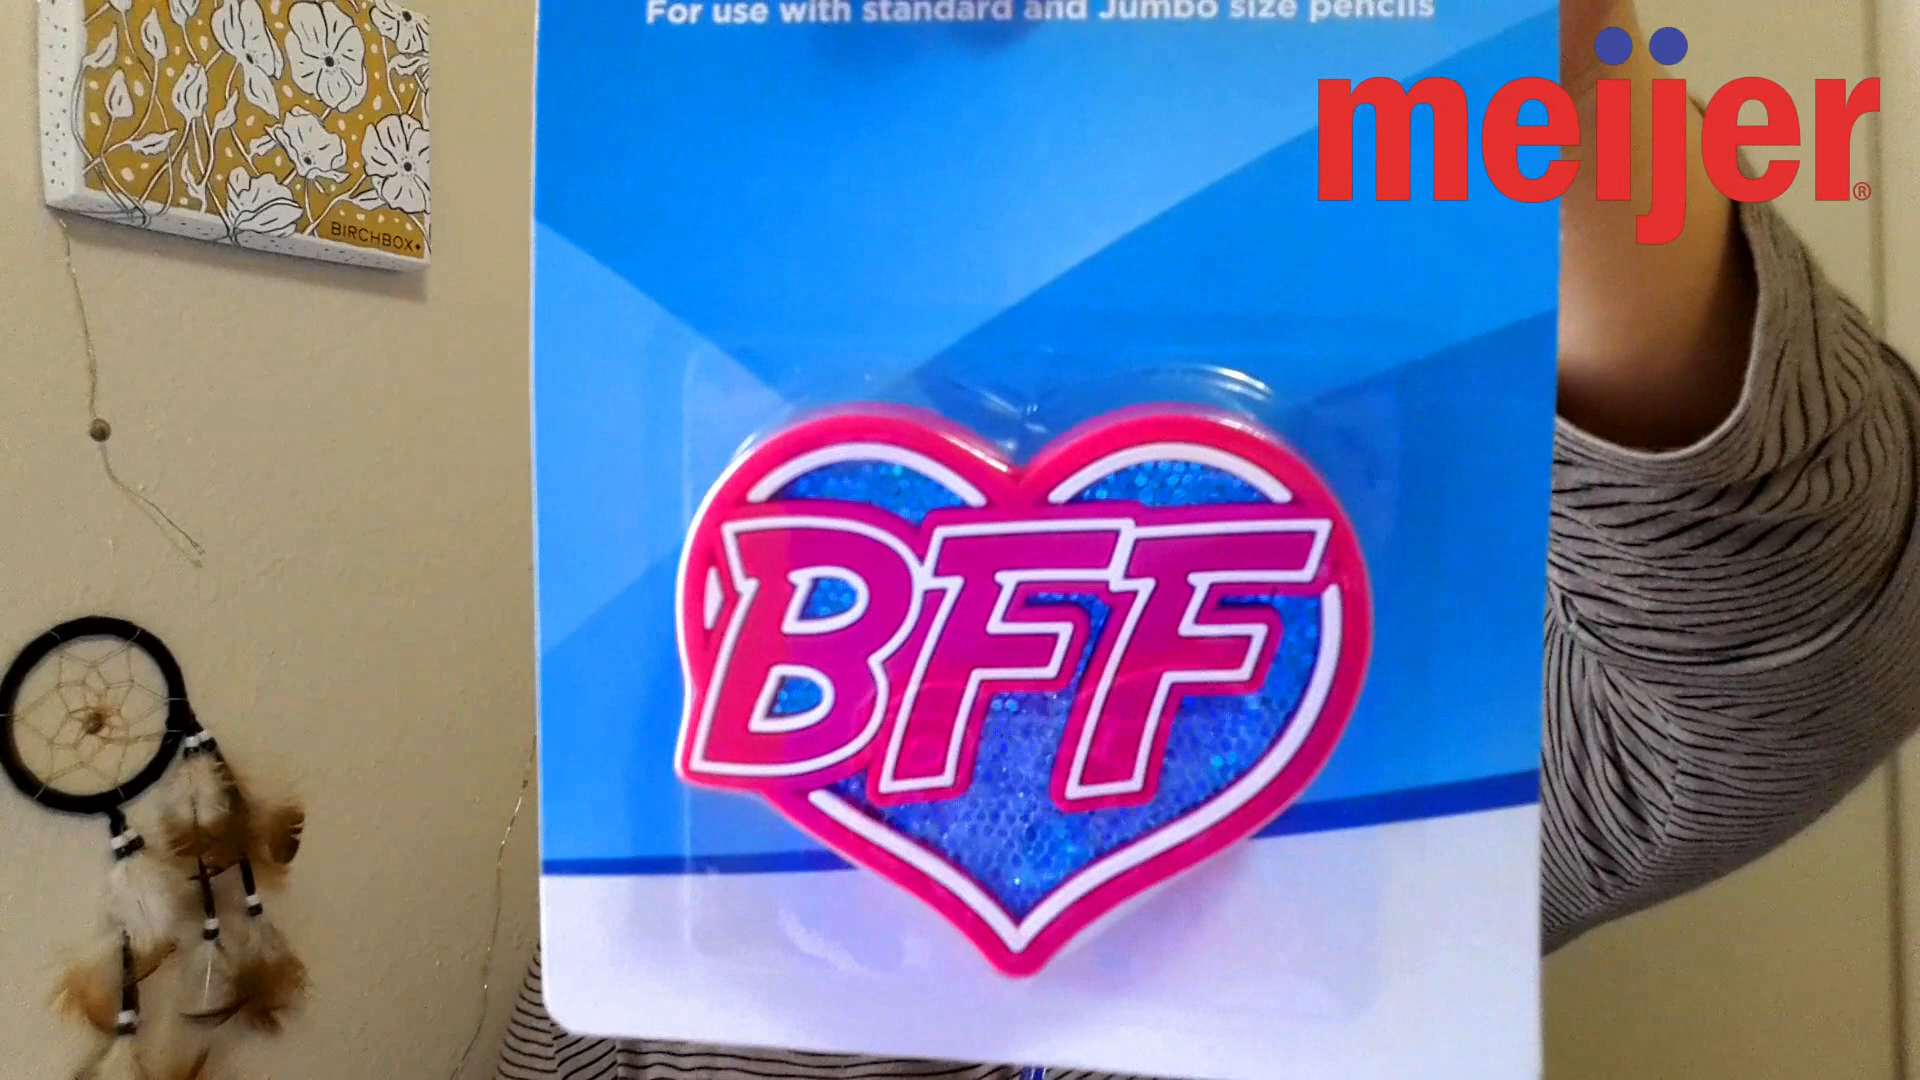 For use with standard and Jumbo size pencils
meijer®
BIRCHBOX
BFF